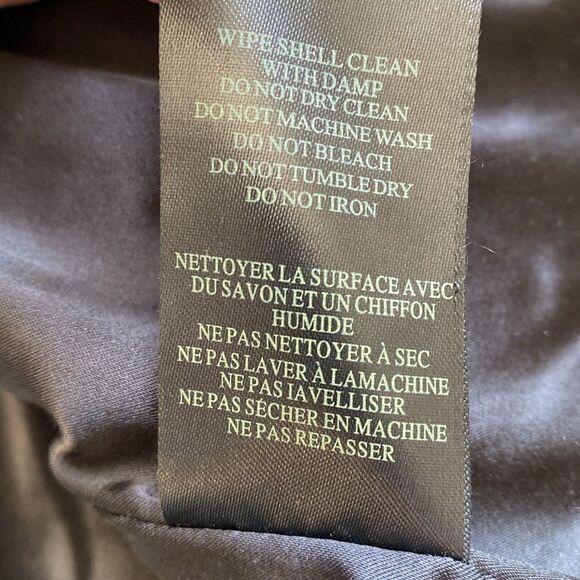 WIPE SHELL CLEAN
WITH DAMP
DO NOT DRY CLEAN
DO NOT MACHINE WASH
DO NOT BLEACH
DO NOT TUMBLE DRY
DO NOT IRON
NETTOYER LA SURFACE AVEC
DU SAVON ET UN CHIFFON
HUMIDE
NE PAS NETTOYER À SEC
NE PAS LAVER À LAMACHINE
NE PAS IAVELLISER
NE PAS SÉCHER EN MACHINE
NE PAS REPASSER